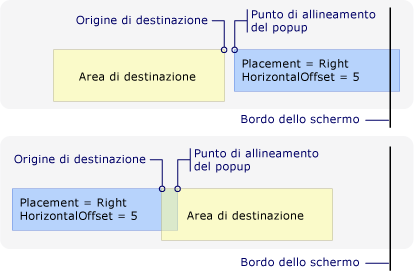 Origine di destinazione
Punto di allineamento
del popup
Area di destinazione
Placement = Right
HorizontalOffset = 5
Bordo dello schermo
Origine di destinazione
Punto di allineamento
del popup
Placement = Right
HorizontalOffset = 5
Area di destinazione
Bordo dello schermo